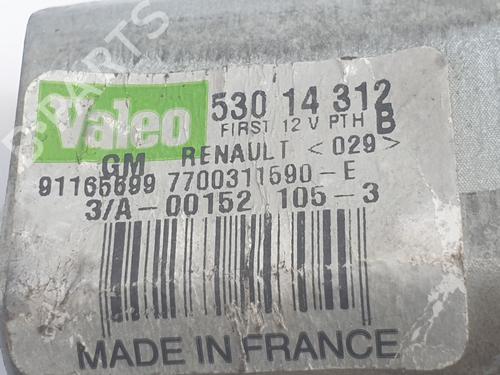 Valeo 530 14 312
FIRST 12 V PTH B
GM RENAULT <029>
91165699 7700311590-E
3/A-00152 105-3
MADE IN FRANCE